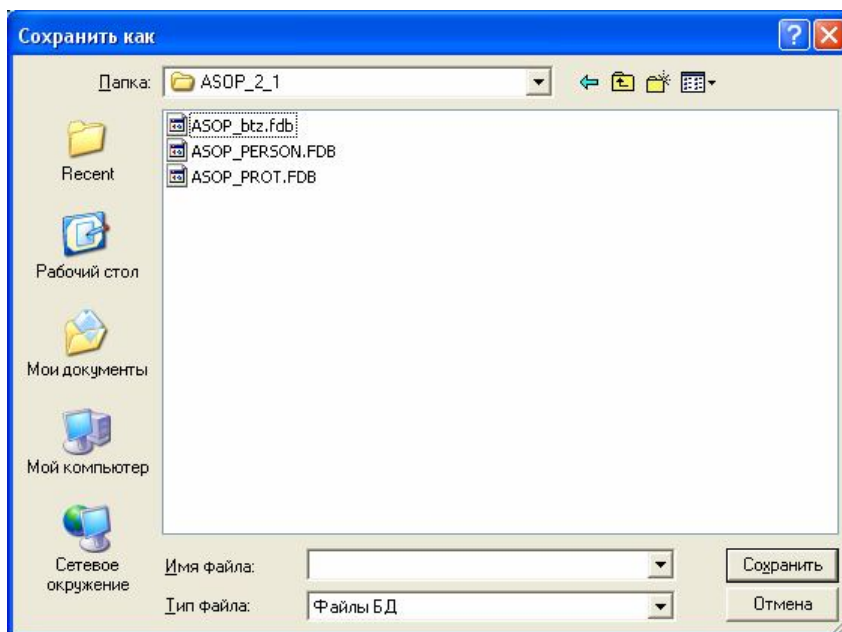 Сохранить как
Папка: ASOP_2_1
ASOP_btz.fdb
ASOP_PERSON.FDB
ASOP_PROT.FDB
Recent
Рабочий стол
Мои документы
Мой компьютер
Сетевое
окружение
Имя файла:
Сохранить
Тип файла: Файлы БД
Отмена